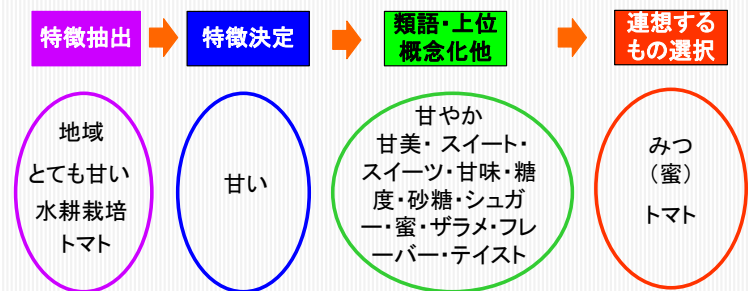 特徴抽出
特徴決定
類語・上位
概念化他
連想する
もの選択
地域
とても甘い
水耕栽培
トマト
甘い
甘やか
甘美・スイート・
スイーツ・甘味・糖
度・砂糖・シュガ
ー・蜜・ザラメ・フレ
ーバー・テイスト
みつ
（蜜）
トマト